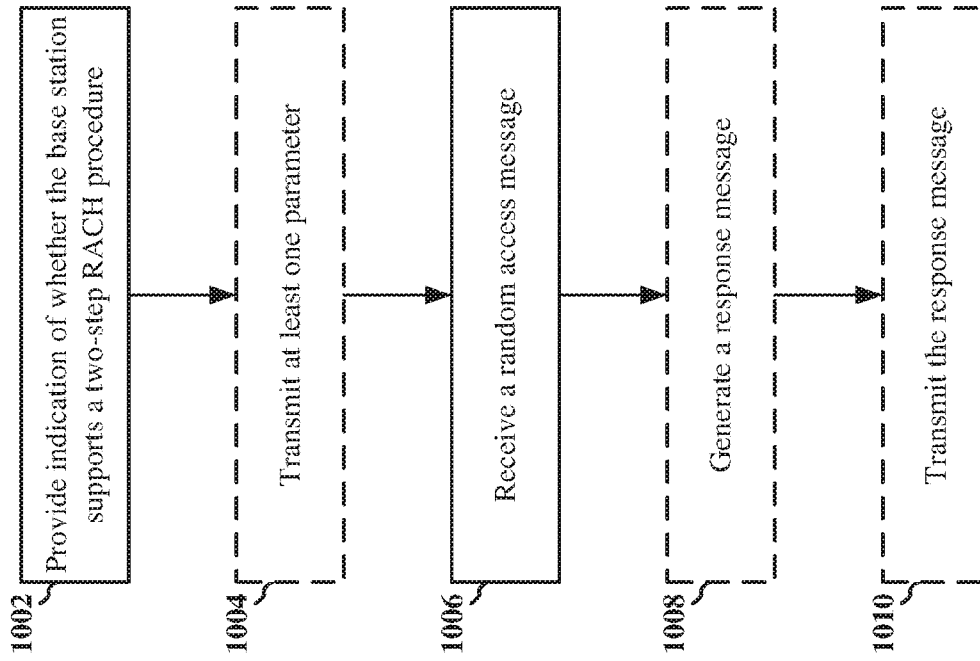 1002
Provide indication of whether the base station
supports a two-step RACH procedure
1004
Transmit at least one parameter
1006
Receive a random access message
1008
Generate a response message
1010
Transmit the response message